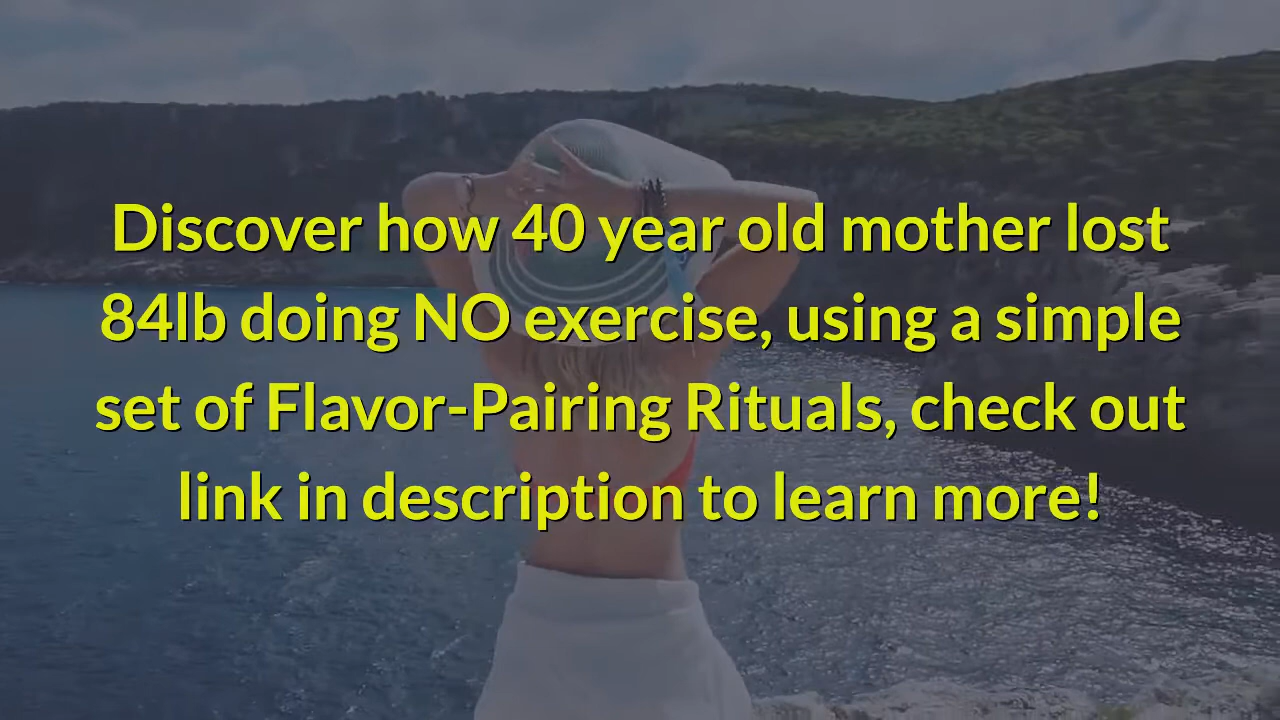 Discover how 40 year old mother lost
84lb doing NO exercise, using a simple
set of Flavor-Pairing Rituals, check out
link in description to learn more!